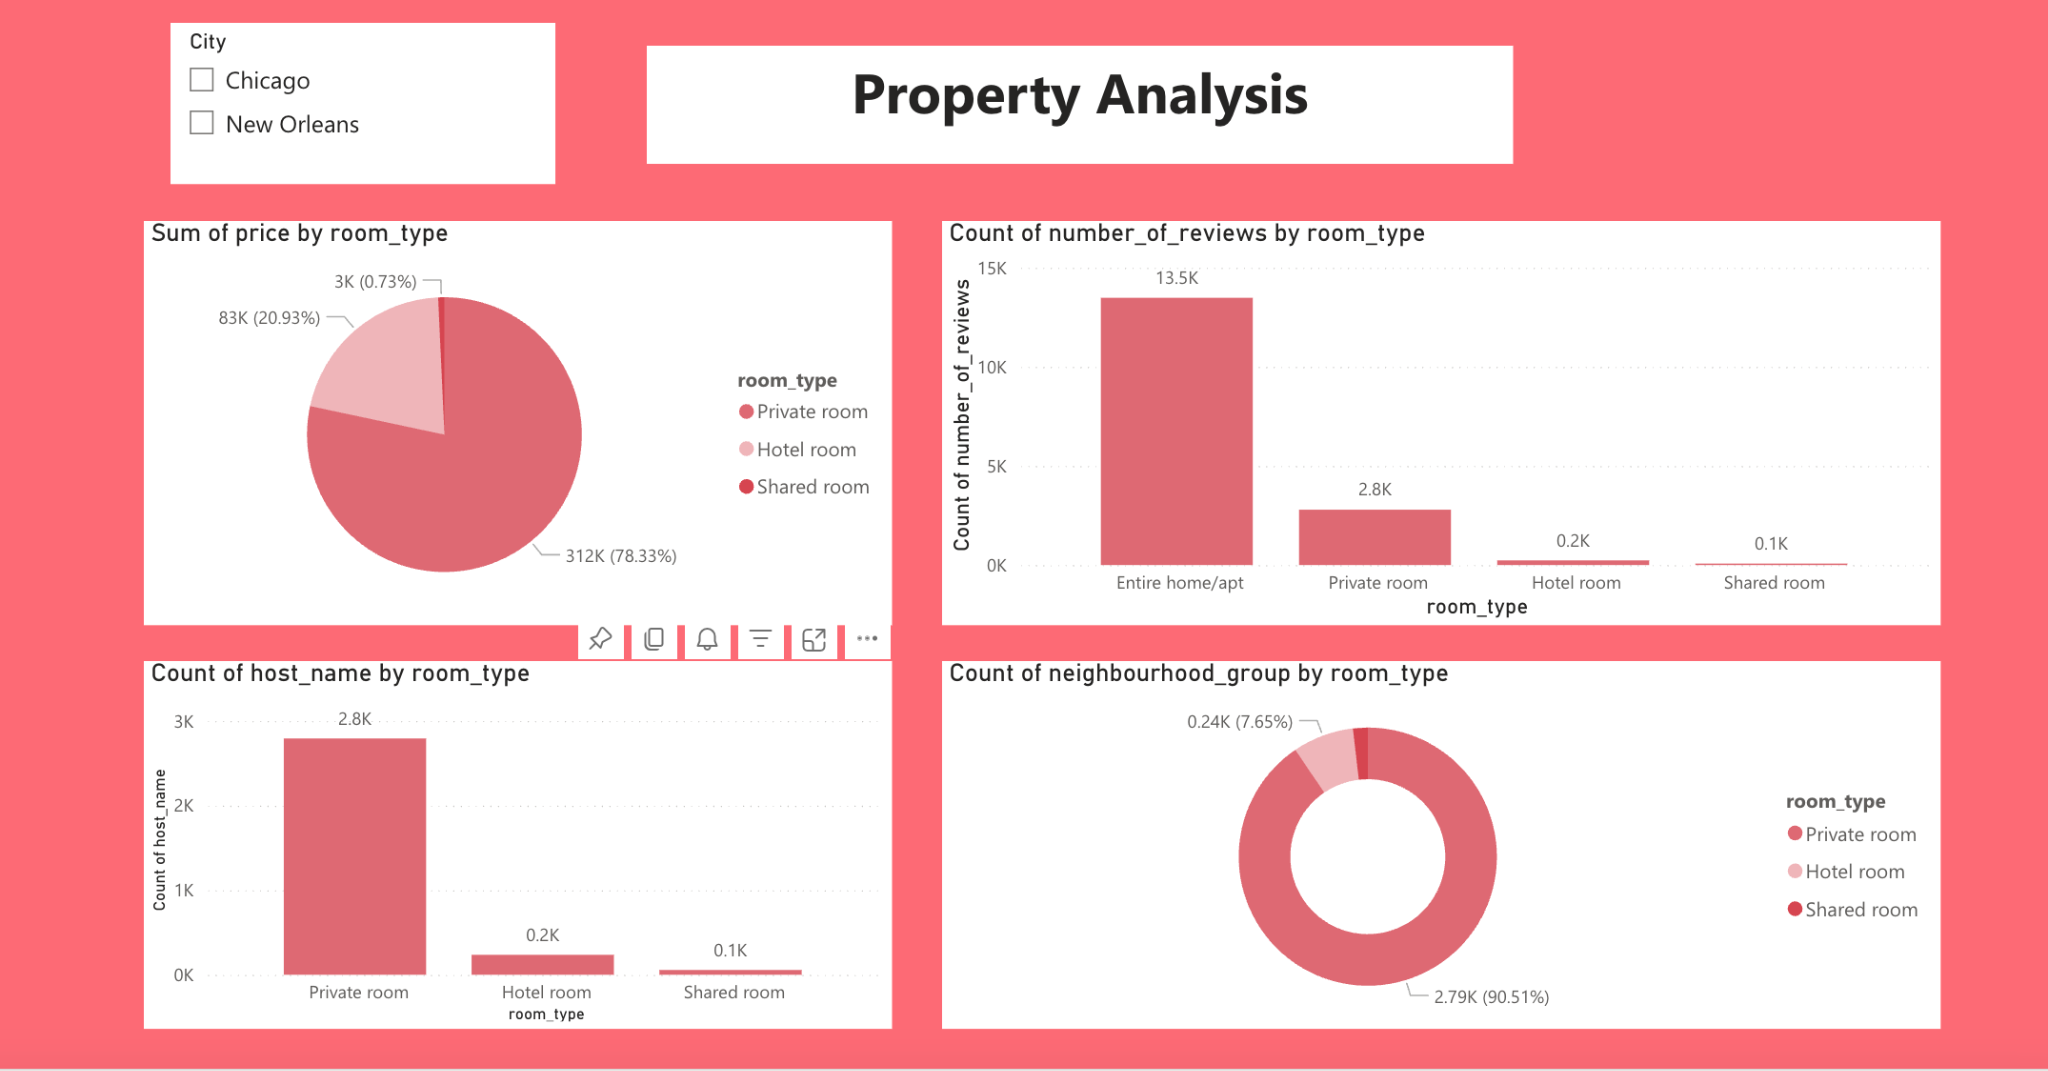 City
Chicago
New Orleans
Property Analysis
Sum of price by room_type
3K (0.73%)
83K (20.93%)
312K (78.33%)
room_type
Private room
Hotel room
Shared room
Count of number_of_reviews by room_type
Count of number_of_reviews
15K
10K
5K
0K
13.5K
2.8K
0.2K
0.1K
Entire home/apt
Private room
Hotel room
Shared room
room_type
Count of host_name by room_type
Count of host_name
3K
2K
1K
0K
2.8K
0.2K
0.1K
Private room
Hotel room
Shared room
room_type
Count of neighbourhood_group by room_type
0.24K (7.65%)
2.79K (90.51%)
room_type
Private room
Hotel room
Shared room